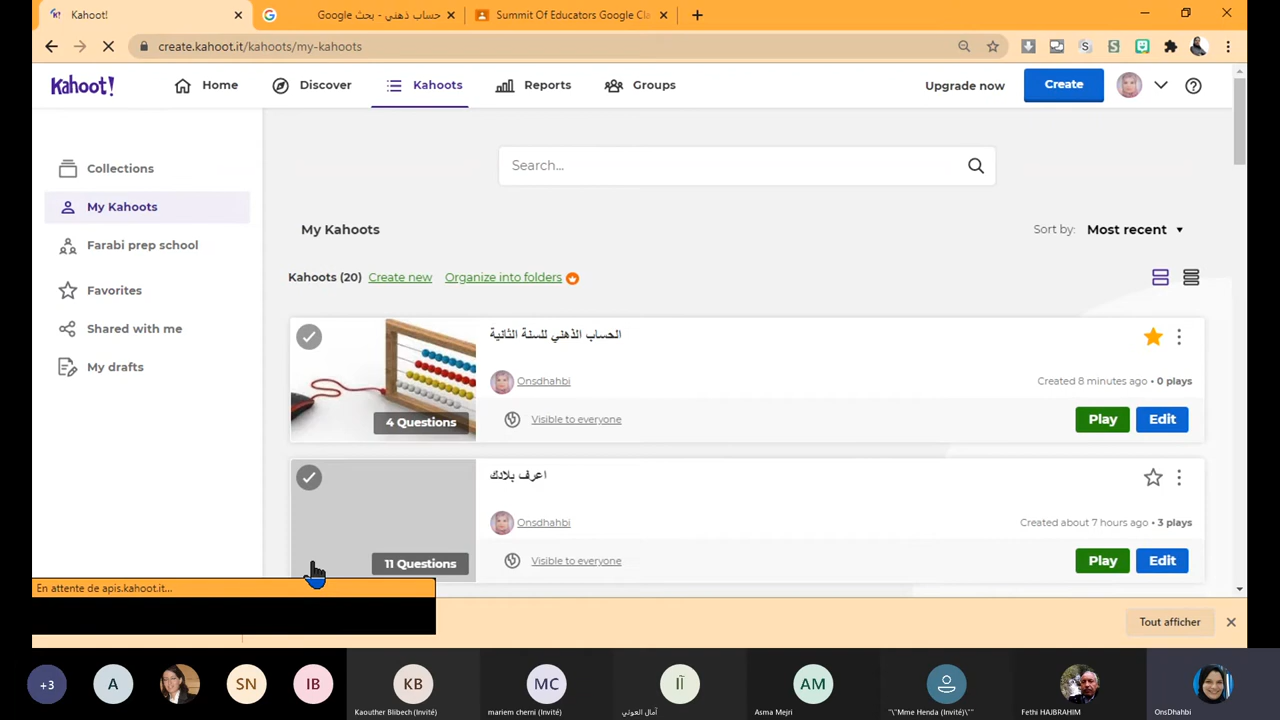 Kahoot!
حساب ذهني - بحث Google
Summit Of Educators Google Cla
create.kahoot.it/kahoots/my-kahoots
Kahoot!
Home
Discover
Kahoots
Reports
Groups
Upgrade now
Create
Collections
My Kahoots
Farabi prep school
Favorites
Shared with me
My drafts
Search...
My Kahoots
Sort by: Most recent
Kahoots (20) Create new Organize into folders
الحساب الذهني للسنة الثانية
Onsdhahbi
Created 8 minutes ago • 0 plays
4 Questions
Visible to everyone
Play
Edit
اعرف بلادك
Onsdhahbi
Created about 7 hours ago • 3 plays
11 Questions
Visible to everyone
Play
Edit
En attente de apis.kahoot.it...
Tout afficher
+3
A
SN
IB
KB
MC
آا
AM
Kaouther Blibech (Invité)
mariem cherni (Invité)
آمال العوني
Asma Mejri
"\"Mme Henda (Invité)\""
Fethi HAJBRAHIM
OnsDhahbi